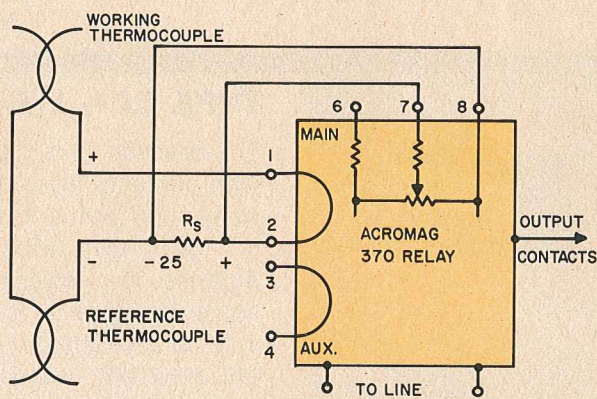 WORKING
THERMOCOUPLE
6
7
8
MAIN
+
1
Rs
2
ACROMAG
370 RELAY
OUTPUT
CONTACTS
-
-25
+
3
REFERENCE
THERMOCOUPLE
4
AUX.
TO LINE